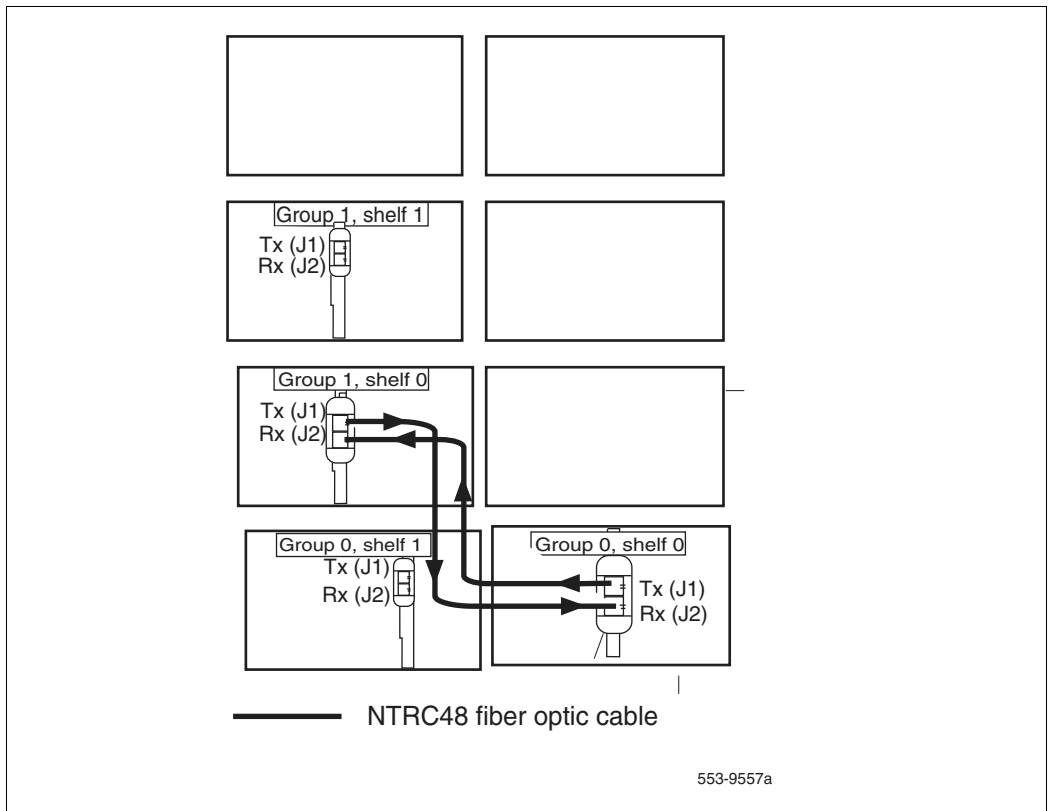 Group 1, shelf 1
Tx (J1)
Rx (J2)
Group 1, shelf 0
Tx (J1)
Rx (J2)
Group 0, shelf 1
Tx (J1)
Rx (J2)
Group 0, shelf 0
Tx (J1)
Rx (J2)
NTRC48 fiber optic cable
553-9557a